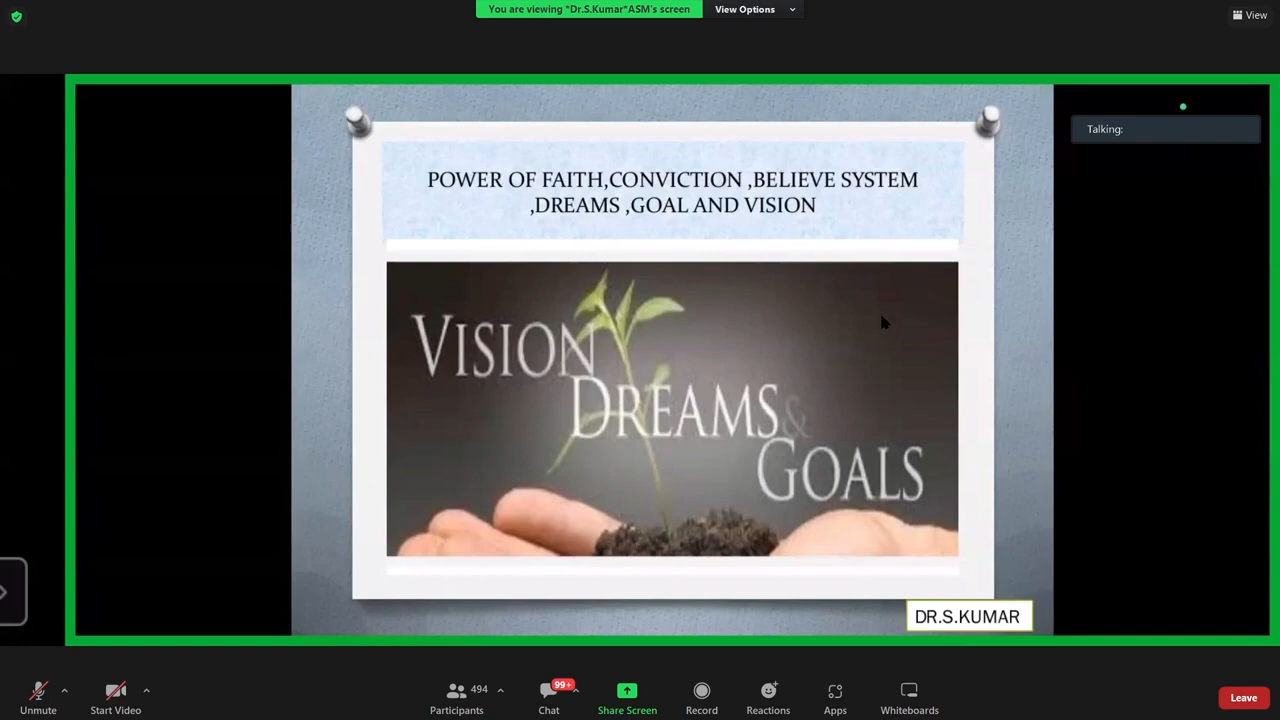 You are viewing *Dr.S.Kumar*ASM's screen
View Options
View
Talking:
POWER OF FAITH,CONVICTION ,BELIEVE SYSTEM
,DREAMS ,GOAL AND VISION
VISION
DREAMS &
GOALS
DR.S.KUMAR
Unmute
Start Video
494
Participants
99+
Chat
Share Screen
Record
Reactions
Apps
Whiteboards
Leave